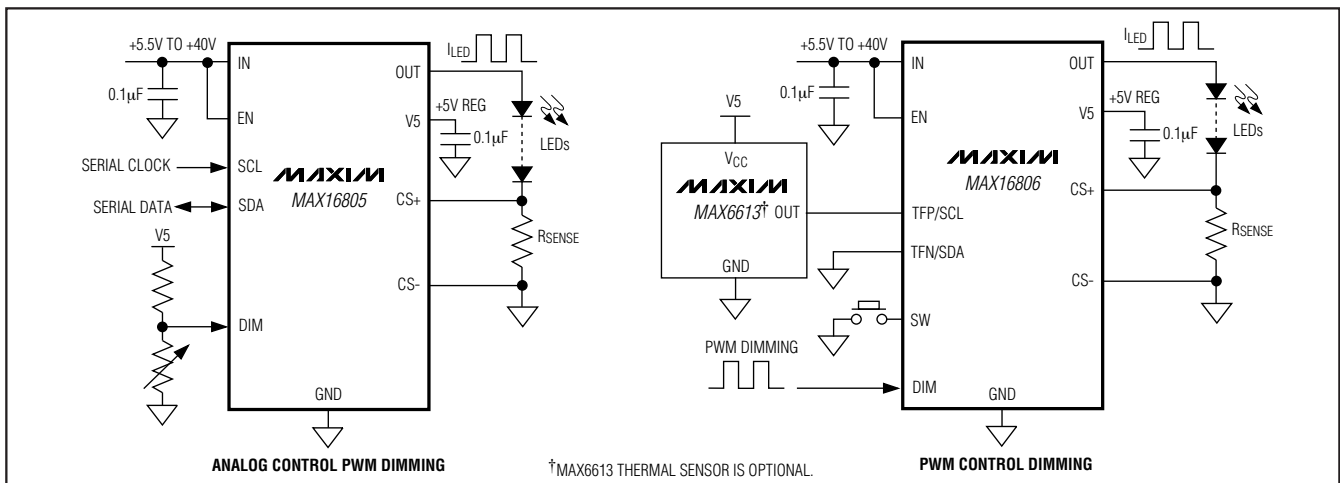 +5.5V TO +40V
0.1µF
IN
EN
SERIAL CLOCK
SCL
SERIAL DATA
SDA
V5
DIM
MAXIM
MAX16805
GND
OUT
V5
CS+
CS-
ILED
+5V REG
0.1µF
LEDs
RSENSE
ANALOG CONTROL PWM DIMMING
+5.5V TO +40V
0.1µF
V5
VCC
MAXIM
MAX6613† OUT
GND
PWM DIMMING
IN
EN
TFP/SCL
TFN/SDA
SW
DIM
MAXIM
MAX16806
GND
OUT
V5
CS+
CS-
ILED
+5V REG
0.1µF
LEDs
RSENSE
PWM CONTROL DIMMING
†MAX6613 THERMAL SENSOR IS OPTIONAL.